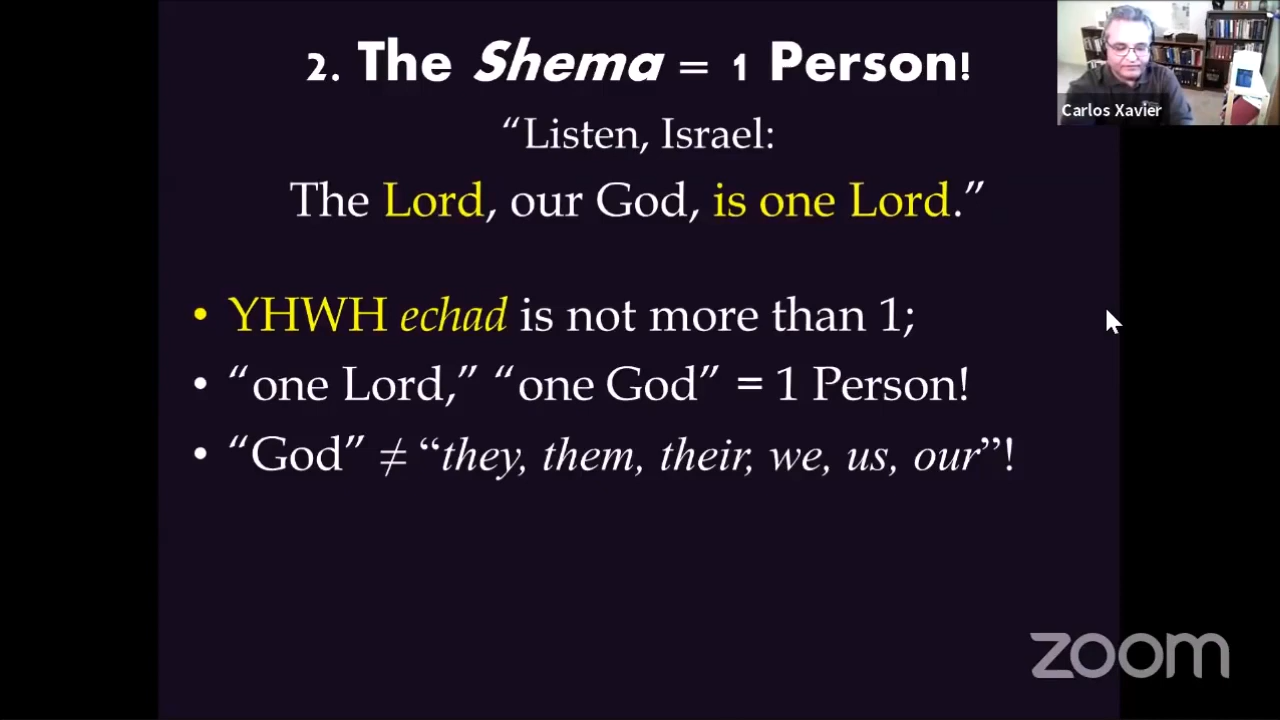 2. The Shema = 1 Person!
“Listen, Israel:
The Lord, our God, is one Lord.”
• YHWH echad is not more than 1;
• “one Lord,” “one God” = 1 Person!
• “God” ≠ “they, them, their, we, us, our”!
Carlos Xavier
zoom